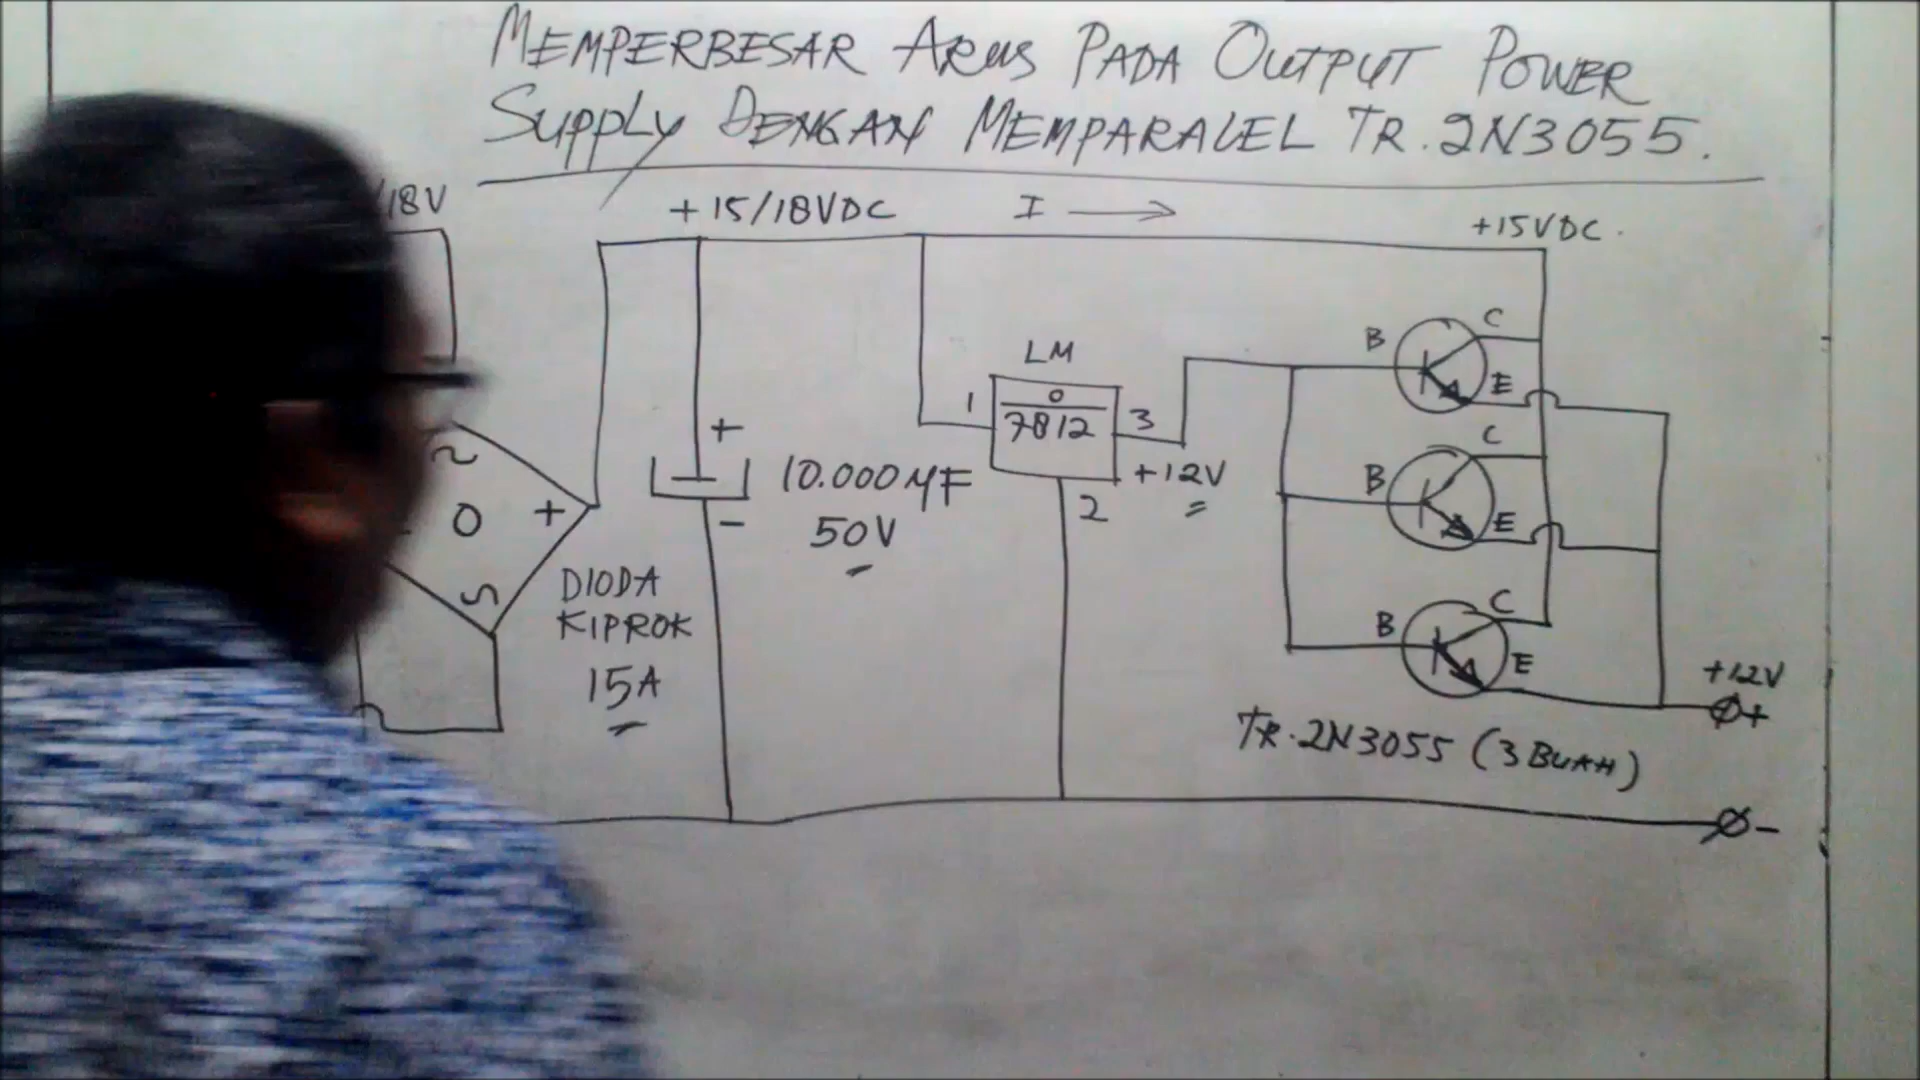 MEMPERBESAR ARUS PADA OUTPUT POWER
SUPPLY DENGAN MEMPARALEL TR.2N3055.
/18V
+15/18VDC
I →
+15VDC.
B C E
LM
7812
1
3
+12V
2
+
10.000µF
50V
-
+
DIODA
KIPROK
15A
B C E
B C E
TR.2N3055 (3 BUAH)
+12V
+
-